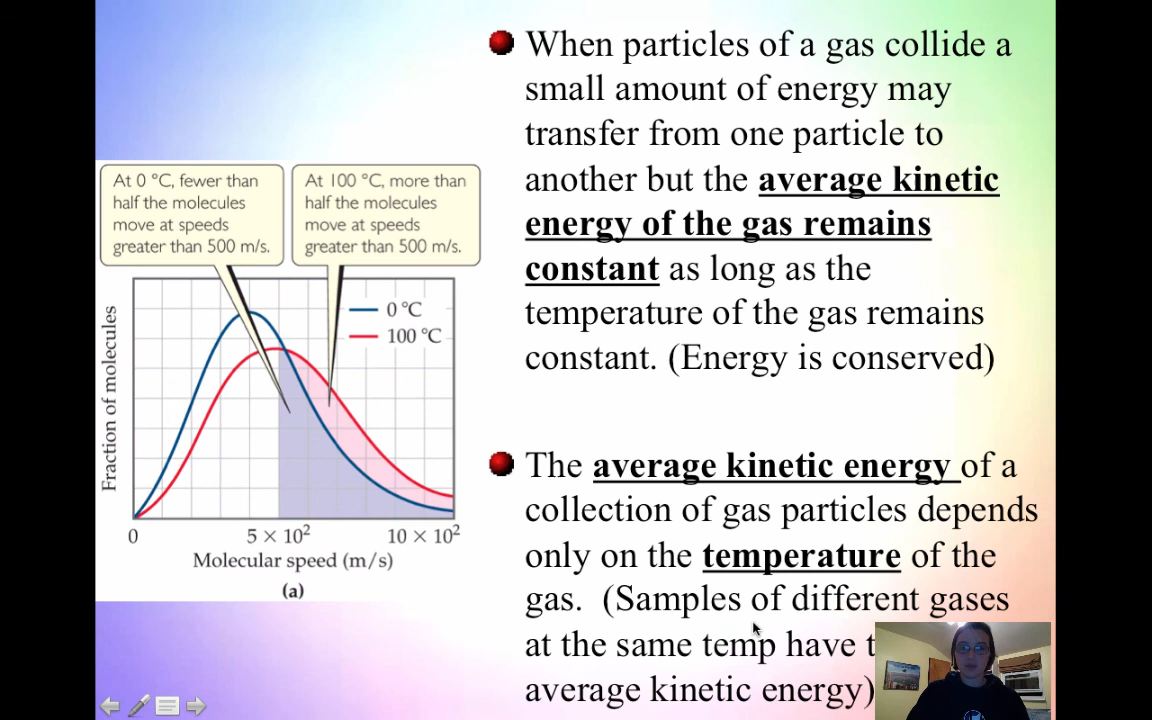 When particles of a gas collide a
small amount of energy may
transfer from one particle to
another but the average kinetic
energy of the gas remains
constant as long as the
temperature of the gas remains
constant. (Energy is conserved)
The average kinetic energy of a
collection of gas particles depends
only on the temperature of the
gas. (Samples of different gases
at the same temp have
average kinetic energy)
At 0 °C, fewer than
half the molecules
move at speeds
greater than 500 m/s.
At 100 °C, more than
half the molecules
move at speeds
greater than 500 m/s.
0 °C
100 °C
Fraction of molecules
0 5 × 10² 10 × 10²
Molecular speed (m/s)
(a)